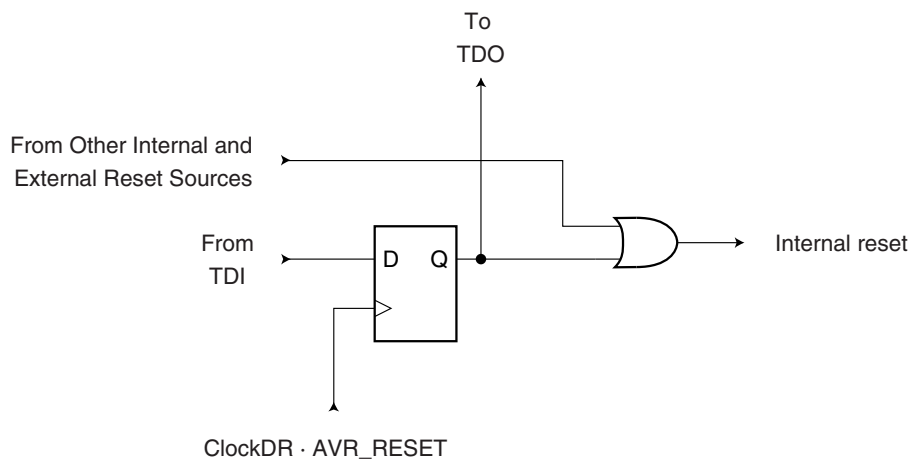 To
TDO
From Other Internal and
External Reset Sources
From
TDI
D
Q
Internal reset
ClockDR · AVR_RESET